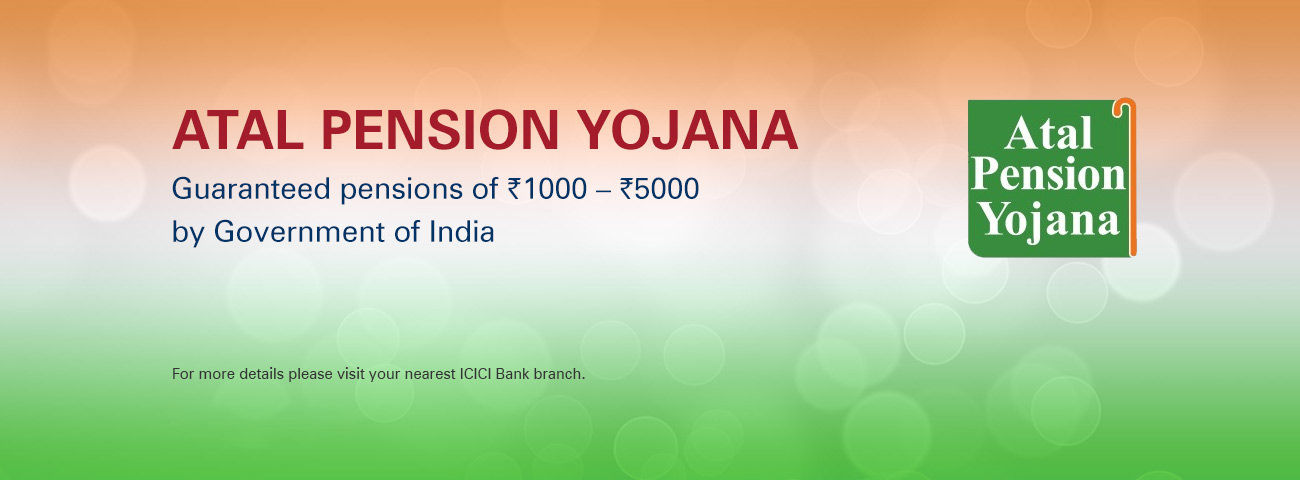 ATAL PENSION YOJANA
Guaranteed pensions of ₹1000 – ₹5000
by Government of India
Atal
Pension
Yojana
For more details please visit your nearest ICICI Bank branch.